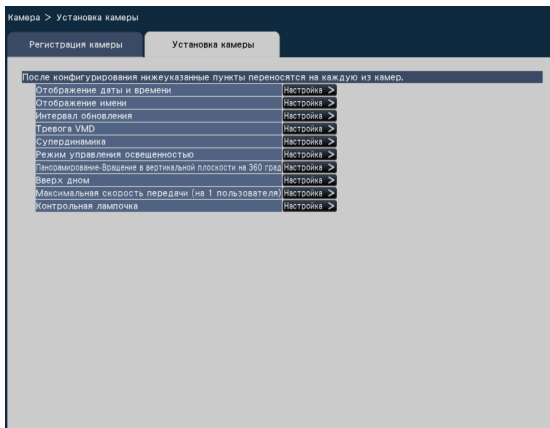 Камера > Установка камеры
Регистрация камеры Установка камеры
После конфигурирования нижеуказанные пункты переносятся на каждую из камер.
Отображение даты и времени Настройка >
Отображение имени Настройка >
Интервал обновления Настройка >
Тревога VMD Настройка >
Супердинамика Настройка >
Режим управления освещенностью Настройка >
Панорамирование-Вращение в вертикальной плоскости на 360 град Настройка >
Вверх дном Настройка >
Максимальная скорость передачи (на 1 пользователя) Настройка >
Контрольная лампочка Настройка >